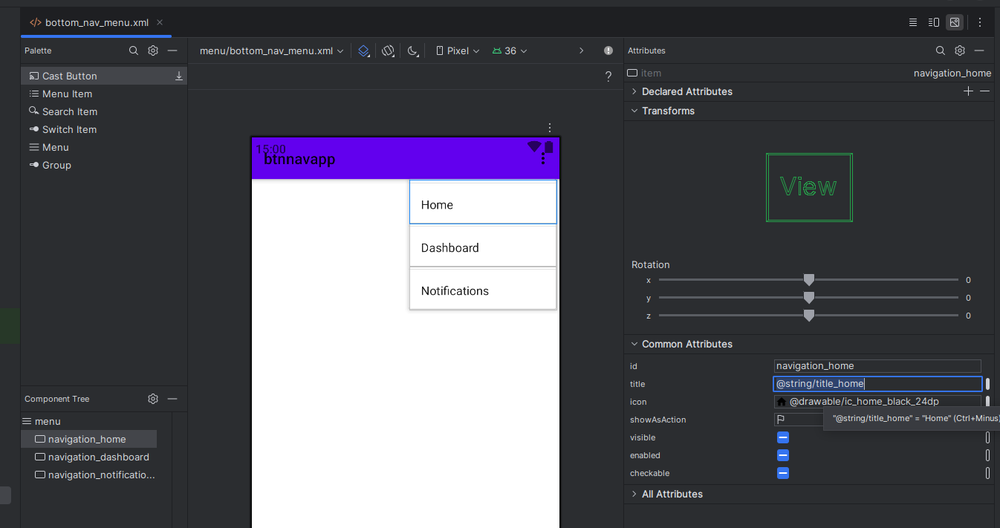 bottom_nav_menu.xml
Palette
Cast Button
Menu Item
Search Item
Switch Item
Menu
Group
Component Tree
menu
navigation_home
navigation_dashboard
navigation_notificatio...
menu/bottom_nav_menu.xml
Pixel
36
?
15:00
btnnavapp
Home
Dashboard
Notifications
Attributes
item navigation_home
Declared Attributes
Transforms
View
Rotation
x 0
y 0
z 0
Common Attributes
id navigation_home
title @string/title_home
icon @drawable/ic_home_black_24dp
"@string/title_home" = "Home" (Ctrl+Minus)
showAsAction
visible
enabled
checkable
All Attributes